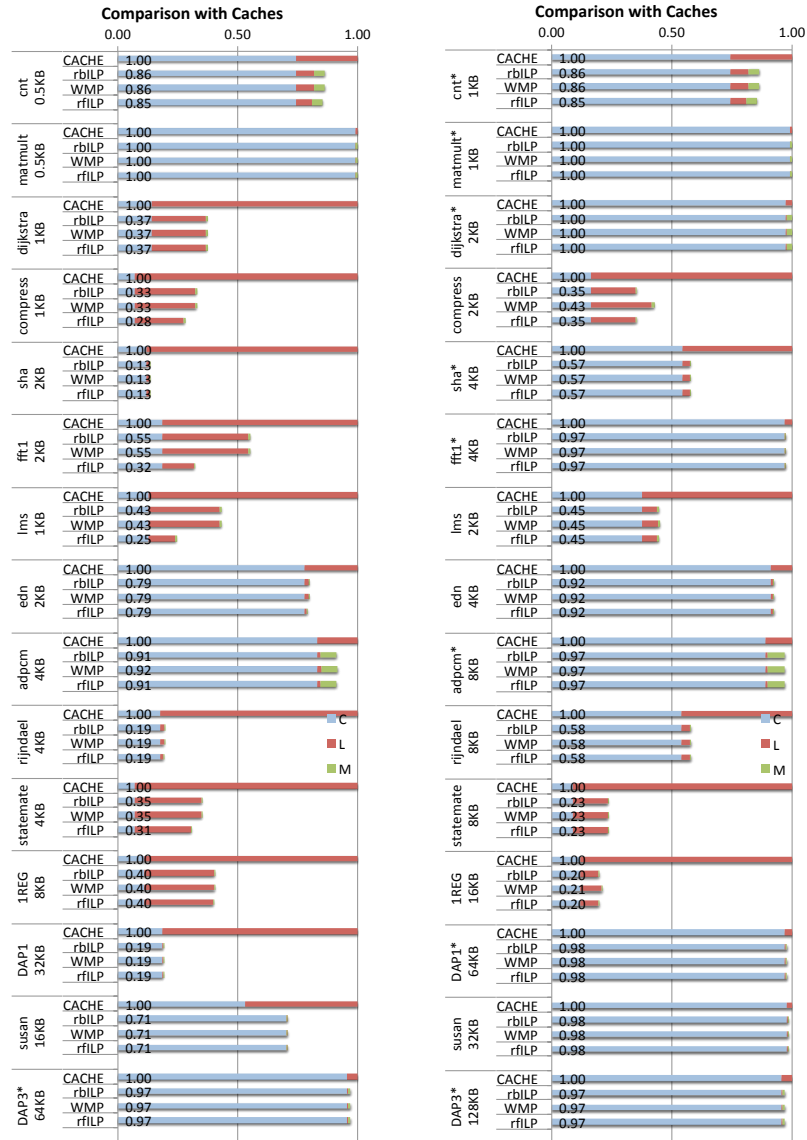 Comparison with Caches
0.00 0.50 1.00
cnt
0.5KB
CACHE 1.00
rbILP 0.86
WMP 0.86
rfILP 0.85
matmult
0.5KB
CACHE 1.00
rbILP 1.00
WMP 1.00
rfILP 1.00
dijkstra
1KB
CACHE 1.00
rbILP 0.37
WMP 0.37
rfILP 0.37
compress
1KB
CACHE 1.00
rbILP 0.33
WMP 0.33
rfILP 0.28
sha
2KB
CACHE 1.00
rbILP 0.13
WMP 0.13
rfILP 0.13
fft1
2KB
CACHE 1.00
rbILP 0.55
WMP 0.55
rfILP 0.32
lms
1KB
CACHE 1.00
rbILP 0.43
WMP 0.43
rfILP 0.25
edn
2KB
CACHE 1.00
rbILP 0.79
WMP 0.79
rfILP 0.79
adpcm
4KB
CACHE 1.00
rbILP 0.91
WMP 0.92
rfILP 0.91
rijndael
4KB
CACHE 1.00
rbILP 0.19
WMP 0.19
rfILP 0.19
C
L
M
statemate
4KB
CACHE 1.00
rbILP 0.35
WMP 0.35
rfILP 0.31
1REG
8KB
CACHE 1.00
rbILP 0.40
WMP 0.40
rfILP 0.40
DAP1
32KB
CACHE 1.00
rbILP 0.19
WMP 0.19
rfILP 0.19
susan
16KB
CACHE 1.00
rbILP 0.71
WMP 0.71
rfILP 0.71
DAP3*
64KB
CACHE 1.00
rbILP 0.97
WMP 0.97
rfILP 0.97
Comparison with Caches
0.00 0.50 1.00
cnt*
1KB
CACHE 1.00
rbILP 0.86
WMP 0.86
rfILP 0.85
matmult*
1KB
CACHE 1.00
rbILP 1.00
WMP 1.00
rfILP 1.00
dijkstra*
2KB
CACHE 1.00
rbILP 1.00
WMP 1.00
rfILP 1.00
compress
2KB
CACHE 1.00
rbILP 0.35
WMP 0.43
rfILP 0.35
sha*
4KB
CACHE 1.00
rbILP 0.57
WMP 0.57
rfILP 0.57
fft1*
4KB
CACHE 1.00
rbILP 0.97
WMP 0.97
rfILP 0.97
lms
2KB
CACHE 1.00
rbILP 0.45
WMP 0.45
rfILP 0.45
edn
4KB
CACHE 1.00
rbILP 0.92
WMP 0.92
rfILP 0.92
adpcm*
8KB
CACHE 1.00
rbILP 0.97
WMP 0.97
rfILP 0.97
rijndael
8KB
CACHE 1.00
rbILP 0.58
WMP 0.58
rfILP 0.58
C
L
M
statemate
8KB
CACHE 1.00
rbILP 0.23
WMP 0.23
rfILP 0.23
1REG
16KB
CACHE 1.00
rbILP 0.20
WMP 0.21
rfILP 0.20
DAP1*
64KB
CACHE 1.00
rbILP 0.98
WMP 0.98
rfILP 0.98
susan
32KB
CACHE 1.00
rbILP 0.98
WMP 0.98
rfILP 0.98
DAP3*
128KB
CACHE 1.00
rbILP 0.97
WMP 0.97
rfILP 0.97